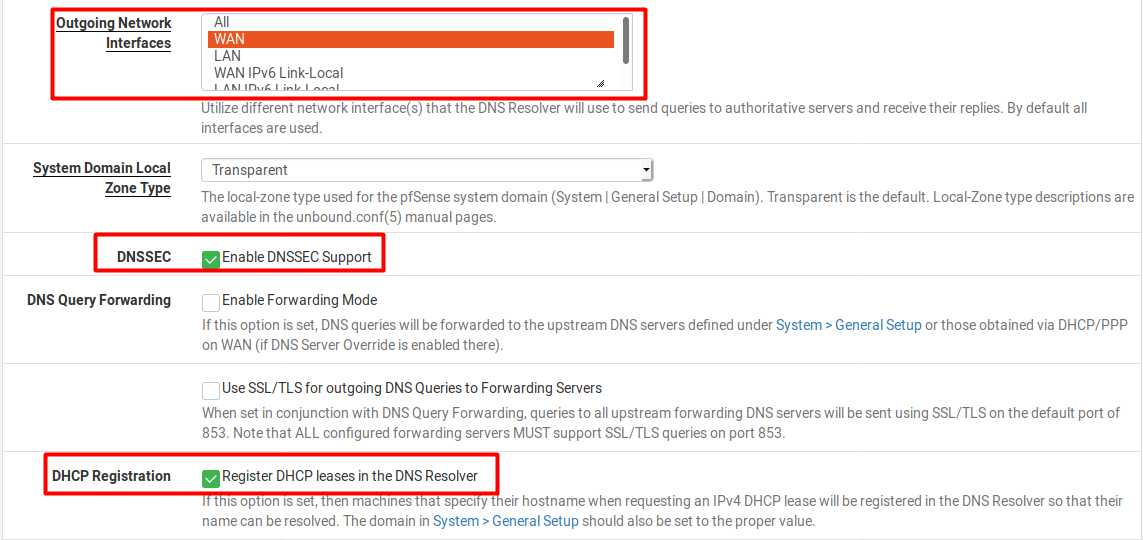 Outgoing Network
Interfaces
All
WAN
LAN
WAN IPv6 Link-Local
LAN IPv6 Link-Local
Utilize different network interface(s) that the DNS Resolver will use to send queries to authoritative servers and receive their replies. By default all
interfaces are used.
System Domain Local
Zone Type
Transparent
The local-zone type used for the pfSense system domain (System | General Setup | Domain). Transparent is the default. Local-Zone type descriptions are
available in the unbound.conf(5) manual pages.
DNSSEC
Enable DNSSEC Support
DNS Query Forwarding
Enable Forwarding Mode
If this option is set, DNS queries will be forwarded to the upstream DNS servers defined under System > General Setup or those obtained via DHCP/PPP
on WAN (if DNS Server Override is enabled there).
Use SSL/TLS for outgoing DNS Queries to Forwarding Servers
When set in conjunction with DNS Query Forwarding, queries to all upstream forwarding DNS servers will be sent using SSL/TLS on the default port of
853. Note that ALL configured forwarding servers MUST support SSL/TLS queries on port 853.
DHCP Registration
Register DHCP leases in the DNS Resolver
If this option is set, then machines that specify their hostname when requesting an IPv4 DHCP lease will be registered in the DNS Resolver so that their
name can be resolved. The domain in System > General Setup should also be set to the proper value.